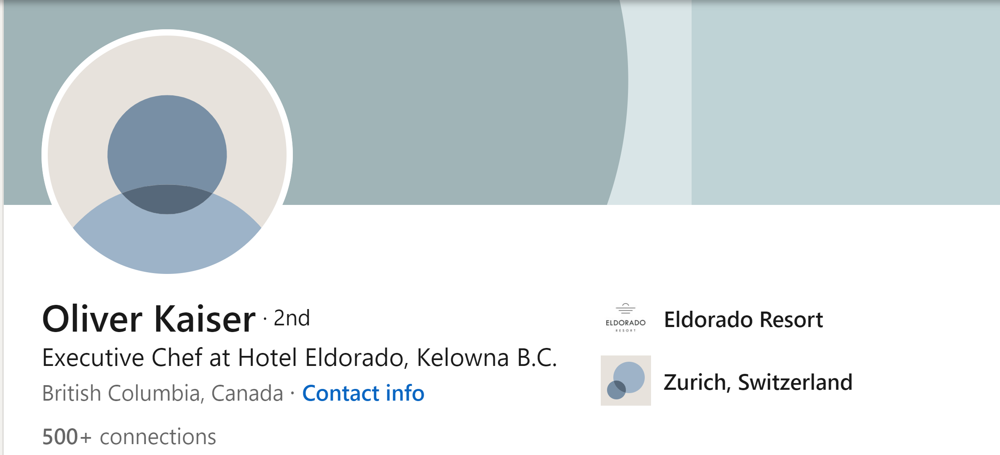 Oliver Kaiser · 2nd
Executive Chef at Hotel Eldorado, Kelowna B.C.
British Columbia, Canada · Contact info
500+ connections
ELDORADO
RESORT
Eldorado Resort
Zurich, Switzerland